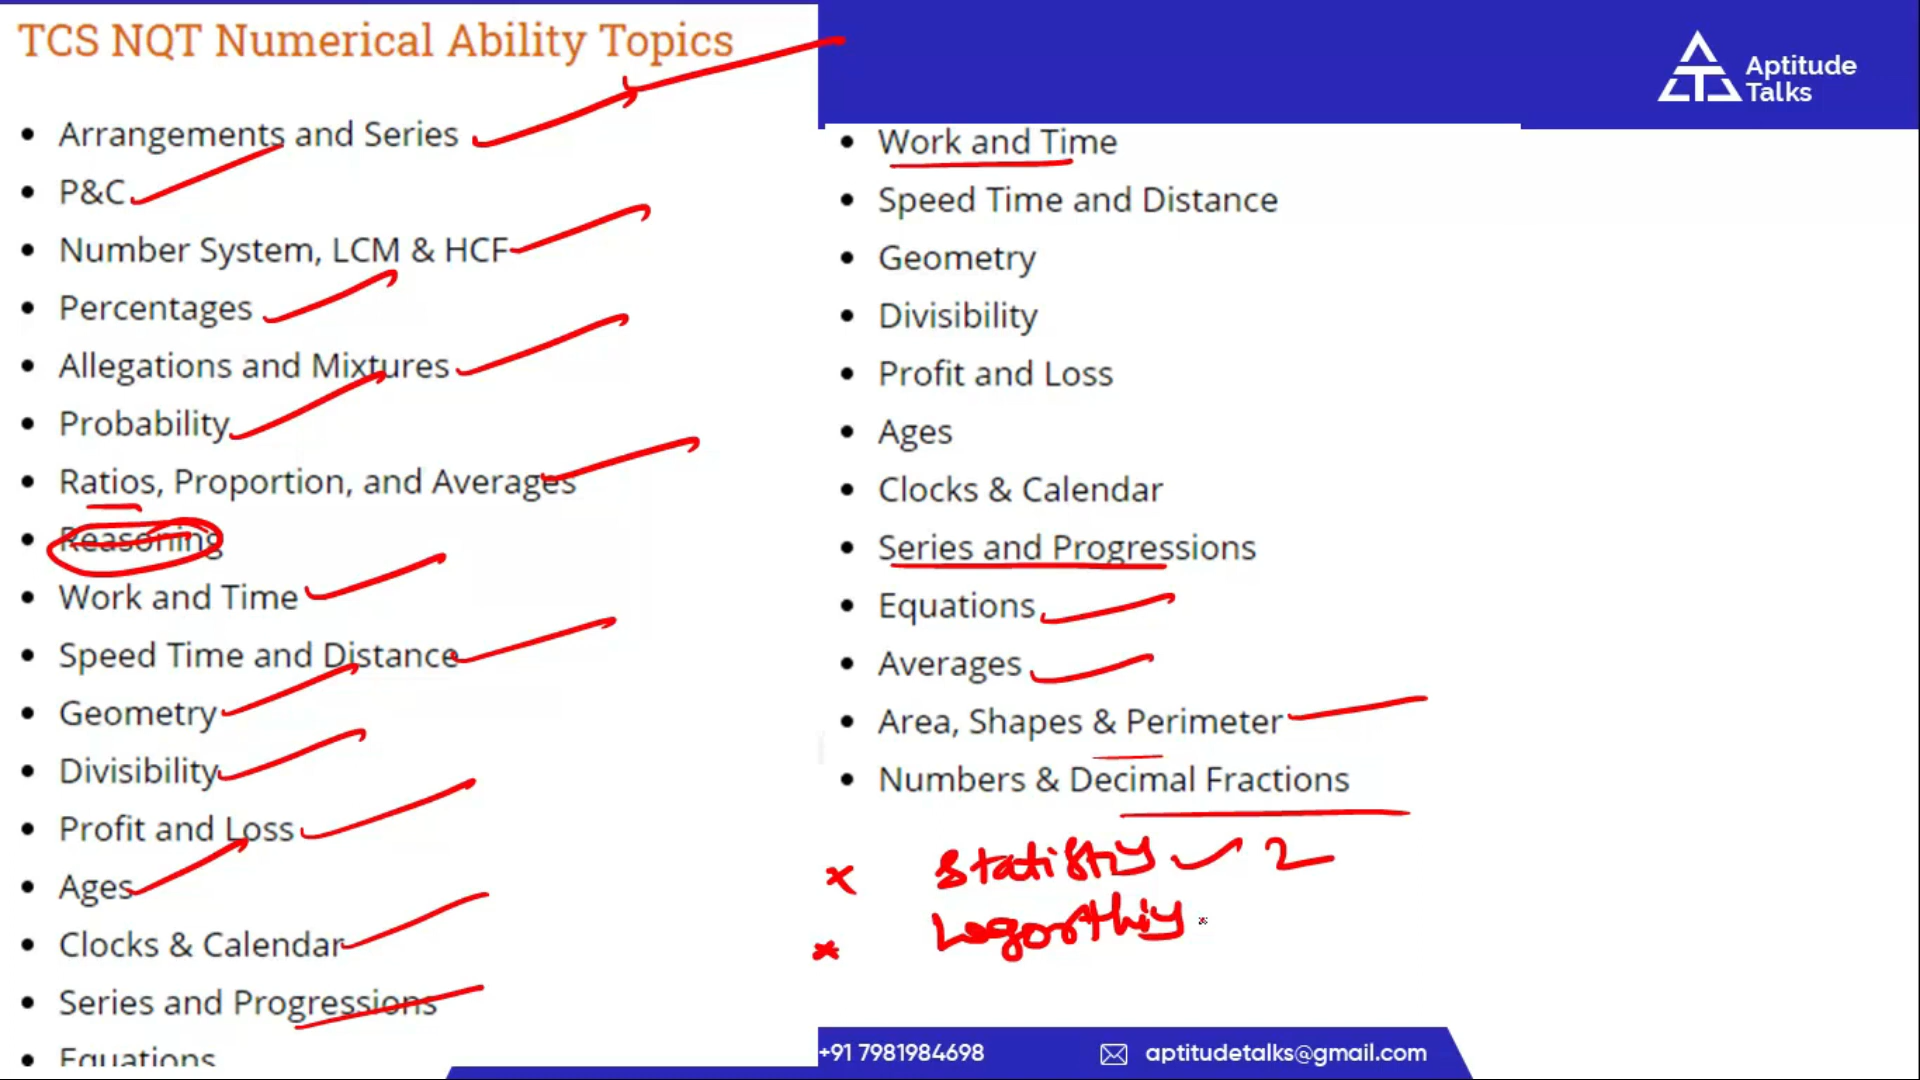 TCS NQT Numerical Ability Topics
• Arrangements and Series
• P&C
• Number System, LCM & HCF
• Percentages
• Allegations and Mixtures
• Probability
• Ratios, Proportion, and Averages
• Reasoning
• Work and Time
• Speed Time and Distance
• Geometry
• Divisibility
• Profit and Loss
• Ages
• Clocks & Calendar
• Series and Progressions
• Equations
Aptitude
Talks
• Work and Time
• Speed Time and Distance
• Geometry
• Divisibility
• Profit and Loss
• Ages
• Clocks & Calendar
• Series and Progressions
• Equations
• Averages
• Area, Shapes & Perimeter
• Numbers & Decimal Fractions
2
+91 7981984698
aptitudetalks@gmail.com